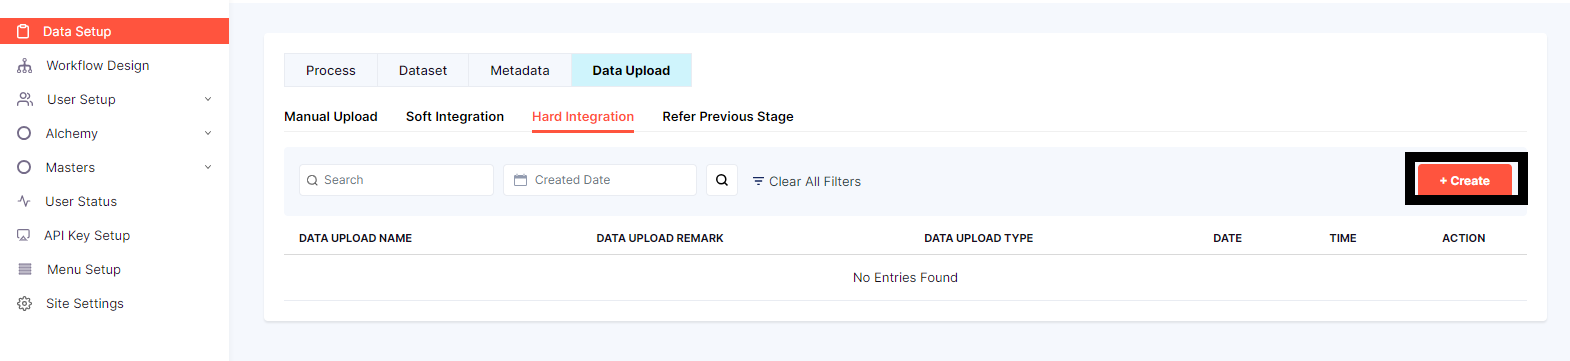 Data Setup
Workflow Design
User Setup
Alchemy
Masters
User Status
API Key Setup
Menu Setup
Site Settings
Process Dataset Metadata Data Upload
Manual Upload Soft Integration Hard Integration Refer Previous Stage
Search Created Date Clear All Filters + Create
DATA UPLOAD NAME DATA UPLOAD REMARK DATA UPLOAD TYPE DATE TIME ACTION
No Entries Found